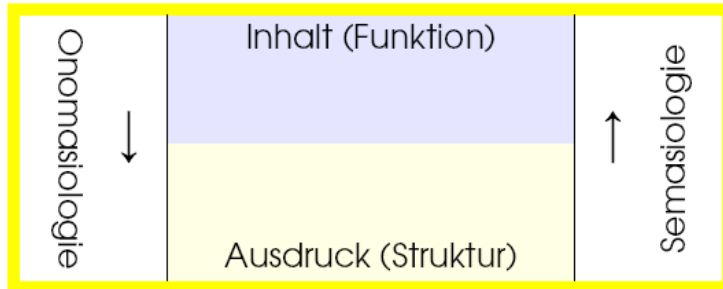 Onomasiologie
↓
Inhalt (Funktion)
Ausdruck (Struktur)
↑
Semasiologie